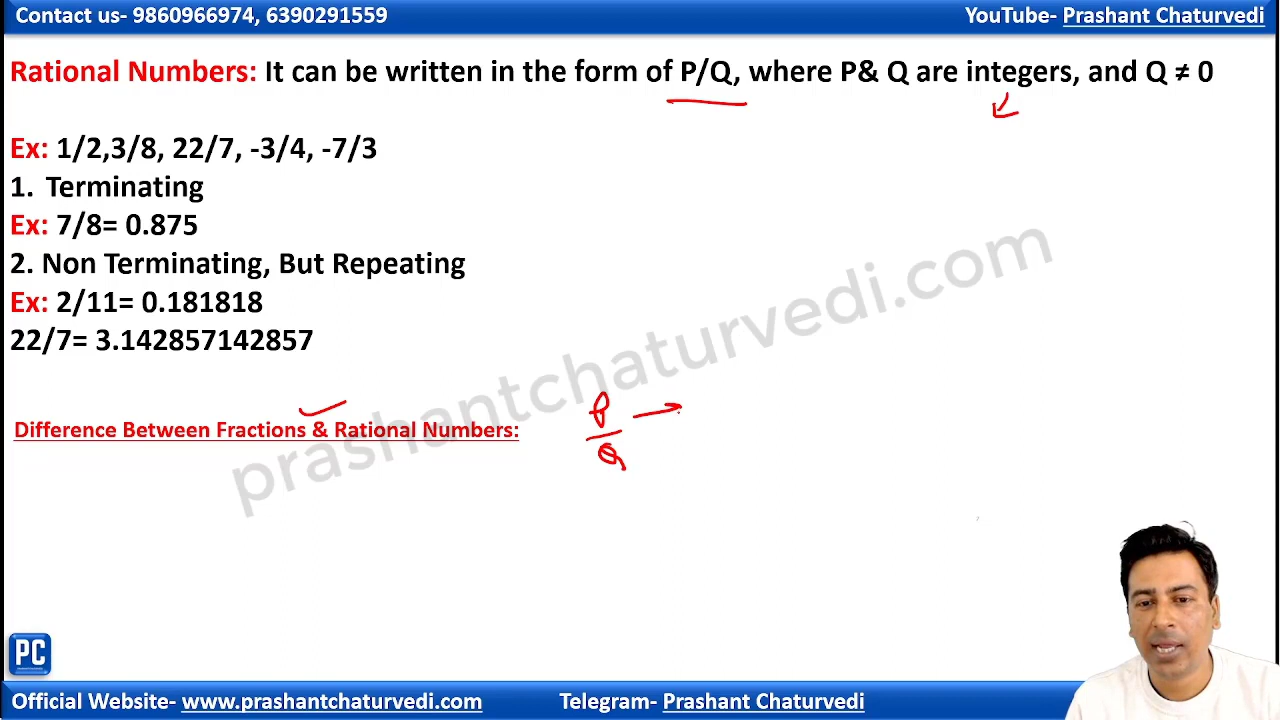 Contact us- 9860966974, 6390291559
YouTube- Prashant Chaturvedi
Rational Numbers: It can be written in the form of P/Q, where P& Q are integers, and Q ≠ 0
Ex: 1/2,3/8, 22/7, -3/4, -7/3
1. Terminating
Ex: 7/8= 0.875
2. Non Terminating, But Repeating
Ex: 2/11= 0.181818
22/7= 3.142857142857
prashantchaturvedi.com
Difference Between Fractions & Rational Numbers:
P
Q
PC
Official Website- www.prashantchaturvedi.com
Telegram- Prashant Chaturvedi